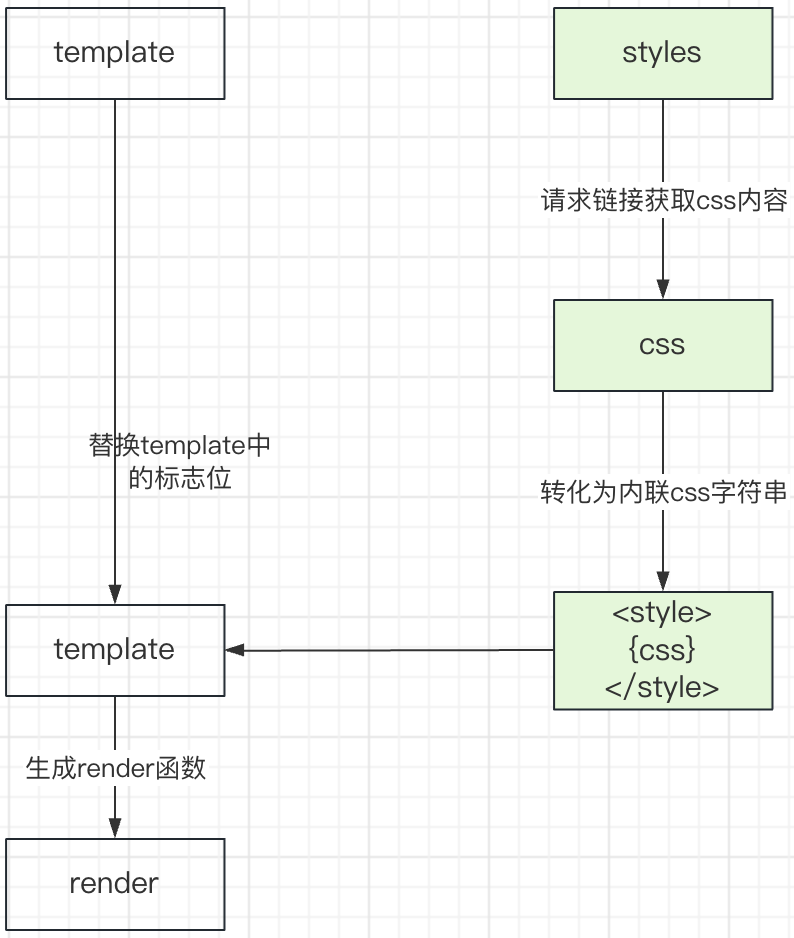 template
styles
请求链接获取css内容
css
替换template中
的标志位
转化为内联css字符串
<style>
{css}
</style>
template
生成render函数
render